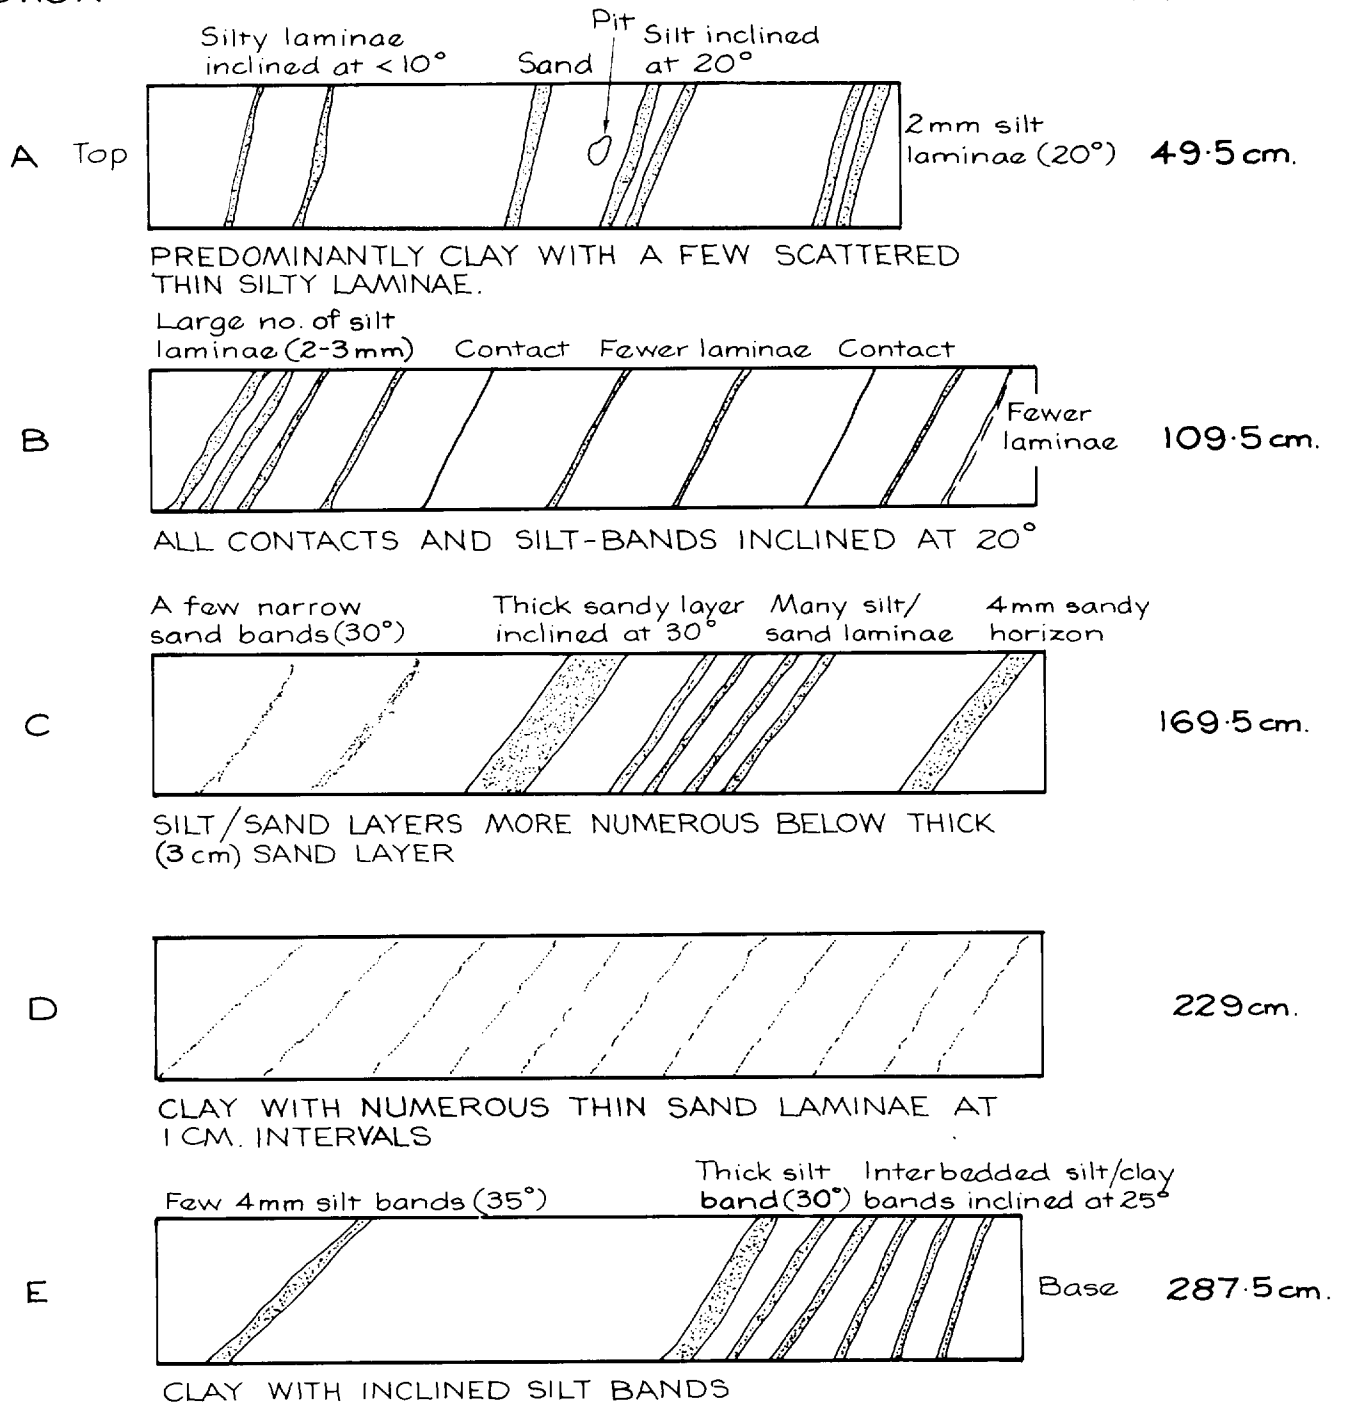 Pit
Silty laminae
inclined at < 10°
Sand
Silt inclined
at 20°
A
Top
2mm silt
laminae (20°)
49·5 cm.
PREDOMINANTLY CLAY WITH A FEW SCATTERED
THIN SILTY LAMINAE.
Large no. of silt
laminae (2-3mm)
Contact
Fewer laminae
Contact
B
Fewer
laminae
109·5 cm.
ALL CONTACTS AND SILT-BANDS INCLINED AT 20°
A few narrow
sand bands (30°)
Thick sandy layer
inclined at 30°
Many silt/
sand laminae
4mm sandy
horizon
C
169·5 cm.
SILT/SAND LAYERS MORE NUMEROUS BELOW THICK
(3 cm) SAND LAYER
D
229 cm.
CLAY WITH NUMEROUS THIN SAND LAMINAE AT
1 CM. INTERVALS
Few 4mm silt bands (35°)
Thick silt
band (30°)
Interbedded silt/clay
bands inclined at 25°
E
Base
287·5 cm.
CLAY WITH INCLINED SILT BANDS